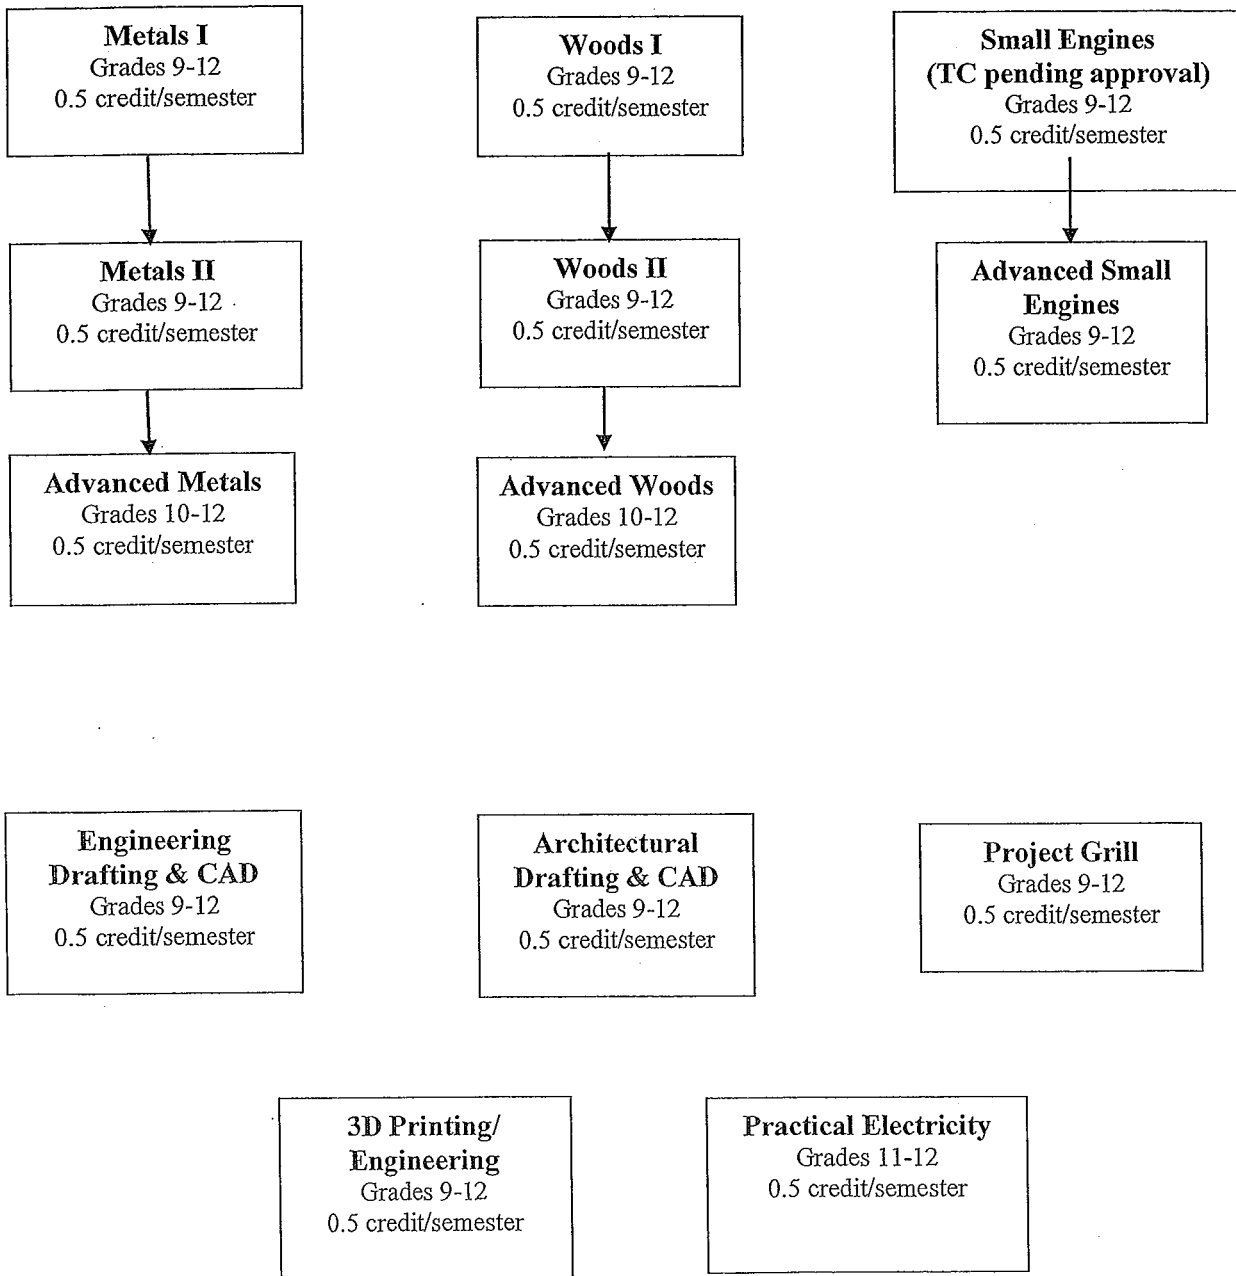 Metals I
Grades 9-12
0.5 credit/semester
Woods I
Grades 9-12
0.5 credit/semester
Small Engines
(TC pending approval)
Grades 9-12
0.5 credit/semester
Metals II
Grades 9-12
0.5 credit/semester
Woods II
Grades 9-12
0.5 credit/semester
Advanced Small
Engines
Grades 9-12
0.5 credit/semester
Advanced Metals
Grades 10-12
0.5 credit/semester
Advanced Woods
Grades 10-12
0.5 credit/semester
Engineering
Drafting & CAD
Grades 9-12
0.5 credit/semester
Architectural
Drafting & CAD
Grades 9-12
0.5 credit/semester
Project Grill
Grades 9-12
0.5 credit/semester
3D Printing/
Engineering
Grades 9-12
0.5 credit/semester
Practical Electricity
Grades 11-12
0.5 credit/semester